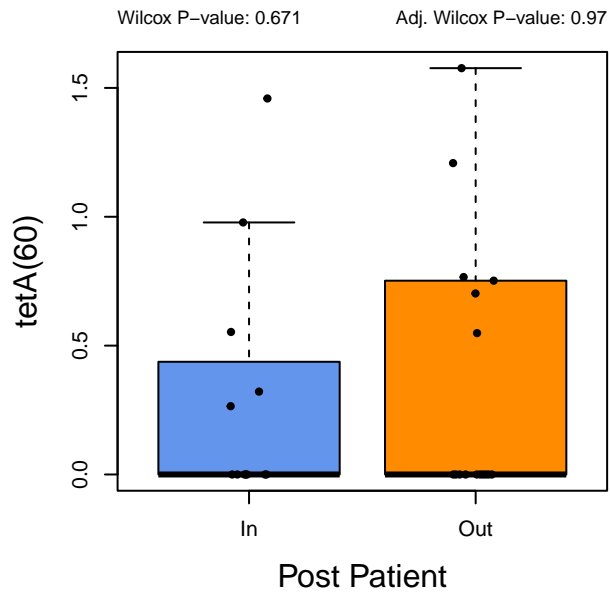 Wilcox P−value: 0.671 Adj. Wilcox P−value: 0.97
1.5
1.0
0.5
0.0
tetA(60)
In Out
Post Patient